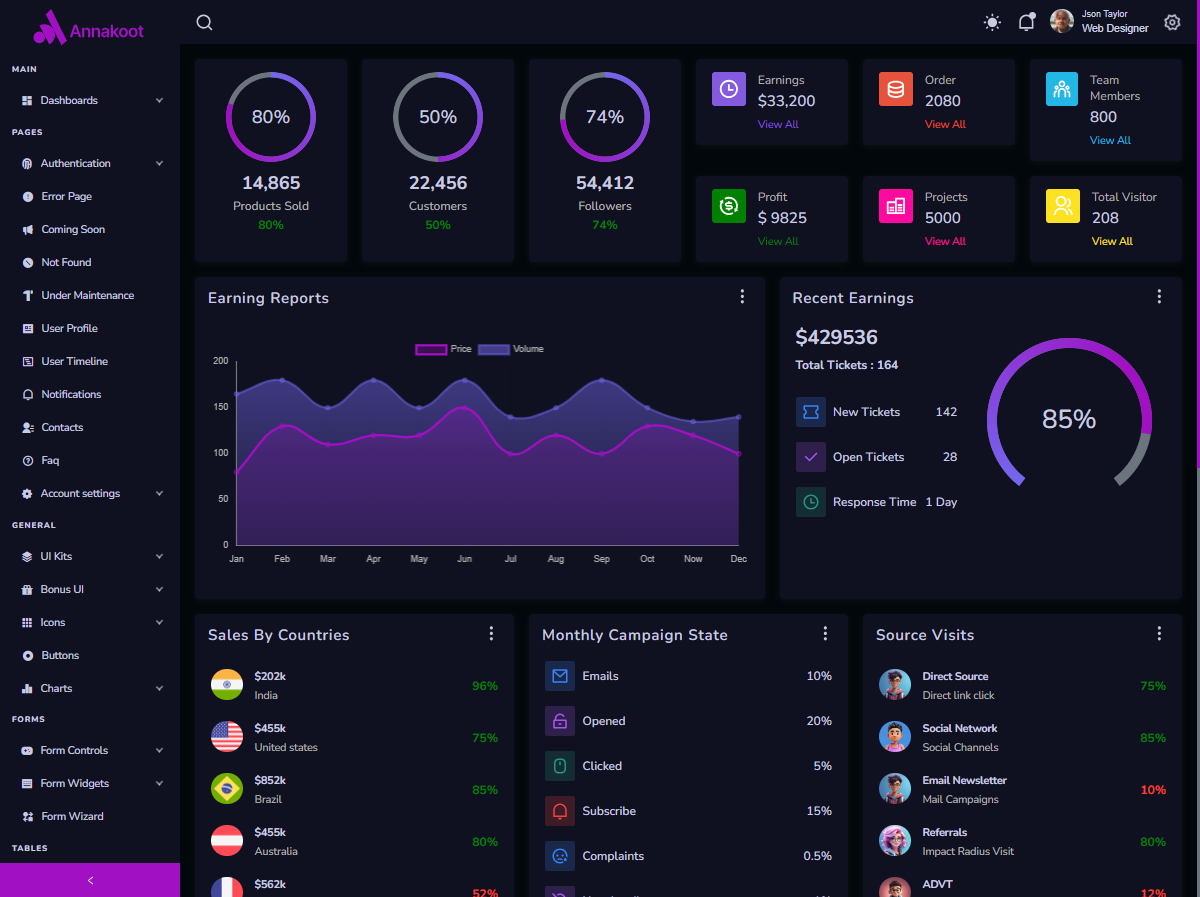 Annakoot
MAIN
Dashboards
PAGES
Authentication
Error Page
Coming Soon
Not Found
Under Maintenance
User Profile
User Timeline
Notifications
Contacts
Faq
Account settings
GENERAL
UI Kits
Bonus UI
Icons
Buttons
Charts
FORMS
Form Controls
Form Widgets
Form Wizard
TABLES
Json Taylor
Web Designer
80%
14,865
Products Sold
80%
50%
22,456
Customers
50%
74%
54,412
Followers
74%
Earnings
$33,200
View All
Order
2080
View All
Team
Members
800
View All
Profit
$ 9825
View All
Projects
5000
View All
Total Visitor
208
View All
Earning Reports
Price Volume
200
150
100
50
0
Jan Feb Mar Apr May Jun Jul Aug Sep Oct Now Dec
Recent Earnings
$429536
Total Tickets : 164
New Tickets 142
Open Tickets 28
Response Time 1 Day
85%
Sales By Countries
$202k
India
96%
$455k
United states
75%
$852k
Brazil
85%
$455k
Australia
80%
$562k
52%
Monthly Campaign State
Emails 10%
Opened 20%
Clicked 5%
Subscribe 15%
Complaints 0.5%
Source Visits
Direct Source
Direct link click
75%
Social Network
Social Channels
85%
Email Newsletter
Mail Campaigns
10%
Referrals
Impact Radius Visit
80%
ADVT
12%